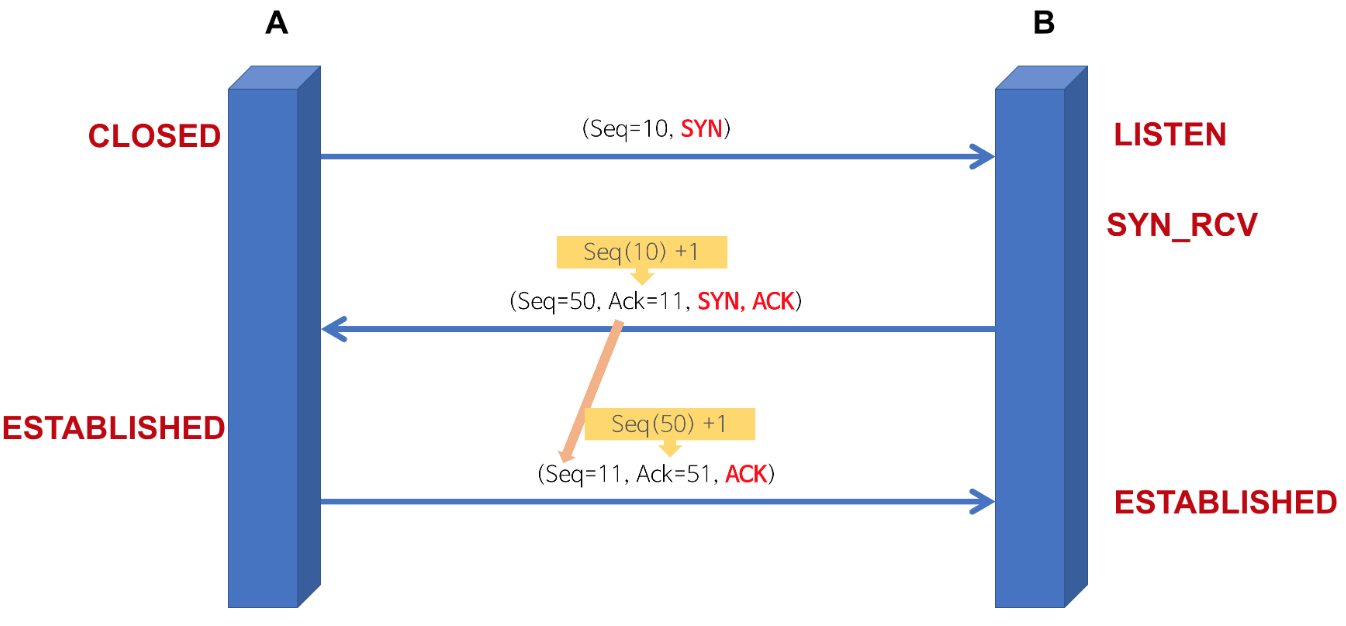 A
B
CLOSED
(Seq=10, SYN)
LISTEN
SYN_RCV
Seq(10) +1
(Seq=50, Ack=11, SYN, ACK)
ESTABLISHED
Seq(50) +1
(Seq=11, Ack=51, ACK)
ESTABLISHED